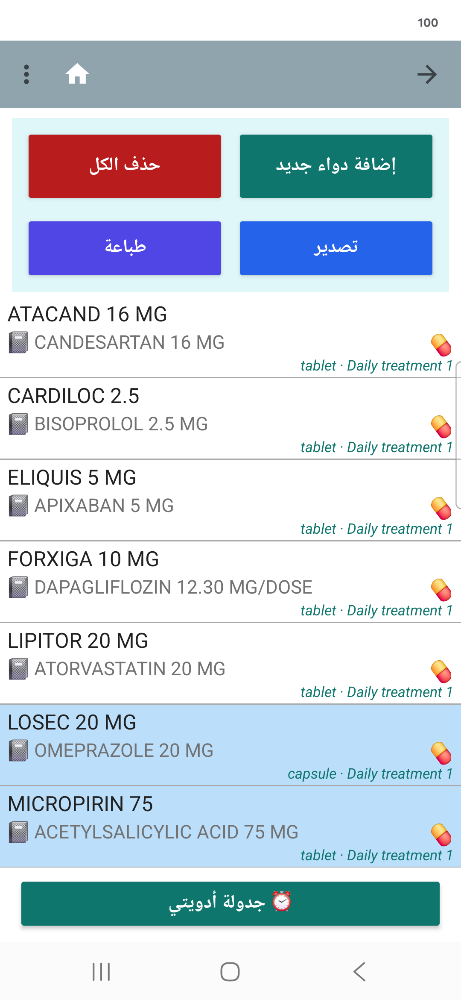 100
إضافة دواء جديد
حذف الكل
تصدير
طباعة
ATACAND 16 MG
CANDESARTAN 16 MG
tablet · Daily treatment 1
CARDILOC 2.5
BISOPROLOL 2.5 MG
tablet · Daily treatment 1
ELIQUIS 5 MG
APIXABAN 5 MG
tablet · Daily treatment 1
FORXIGA 10 MG
DAPAGLIFLOZIN 12.30 MG/DOSE
tablet · Daily treatment 1
LIPITOR 20 MG
ATORVASTATIN 20 MG
tablet · Daily treatment 1
LOSEC 20 MG
OMEPRAZOLE 20 MG
capsule · Daily treatment 1
MICROPIRIN 75
ACETYLSALICYLIC ACID 75 MG
tablet · Daily treatment 1
جدولة أدويتي